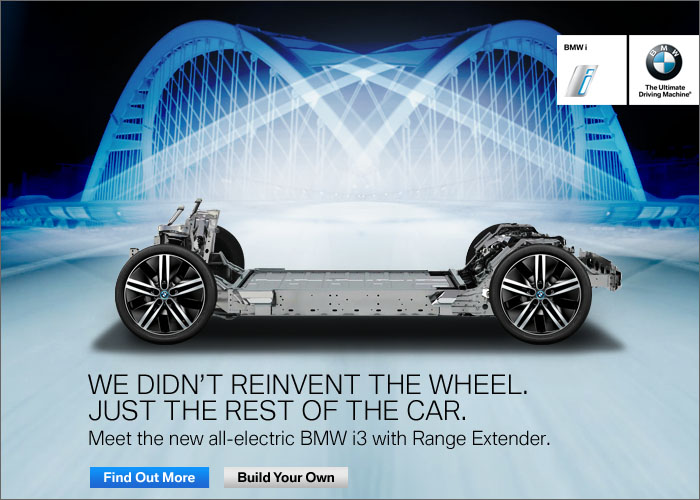 BMW i
i
BMW
The Ultimate
Driving Machine®
WE DIDN'T REINVENT THE WHEEL.
JUST THE REST OF THE CAR.
Meet the new all-electric BMW i3 with Range Extender.
Find Out More
Build Your Own